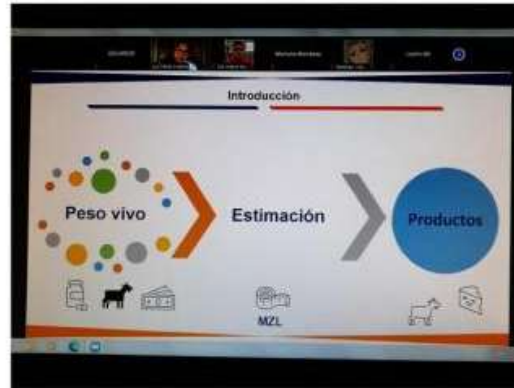 Introducción
Peso vivo
Estimación
Productos
MZL